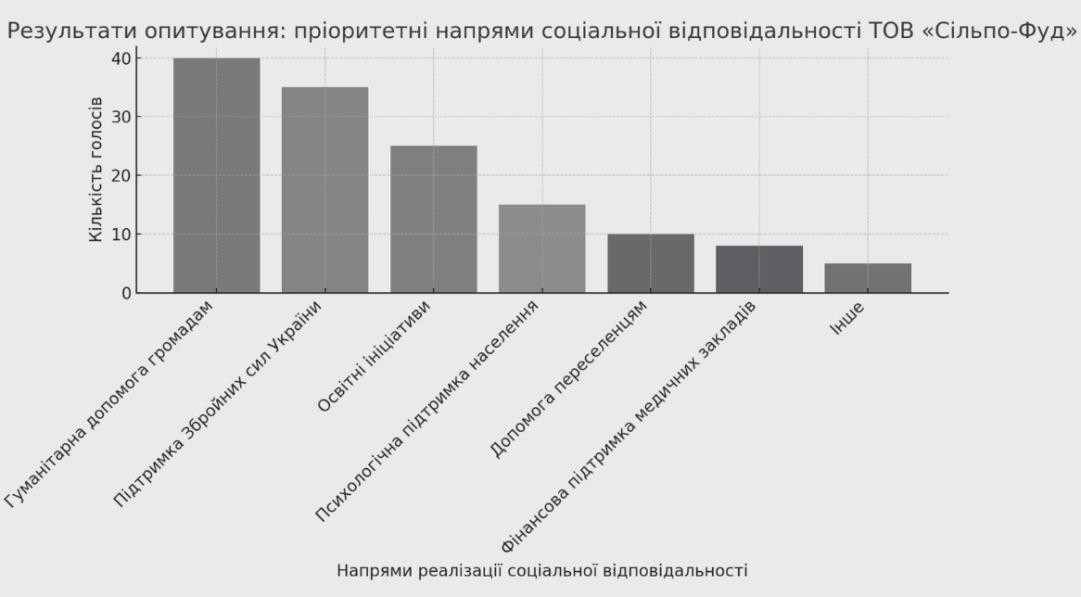 Результати опитування: пріоритетні напрями соціальної відповідальності ТОВ «Сільпо-Фуд»
Кількість голосів
40
30
20
10
0
Гуманітарна допомога громадам
Підтримка Збройних сил України
Освітні ініціативи
Психологічна підтримка населення
Допомога переселенцям
Фінансова підтримка медичних закладів
Інше
Напрями реалізації соціальної відповідальності